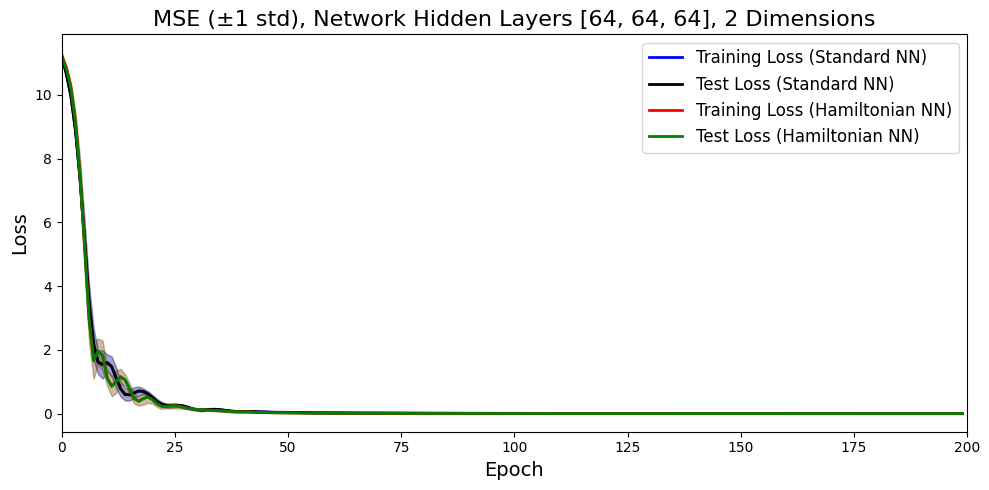 MSE (±1 std), Network Hidden Layers [64, 64, 64], 2 Dimensions
Training Loss (Standard NN)
Test Loss (Standard NN)
Training Loss (Hamiltonian NN)
Test Loss (Hamiltonian NN)
Loss
10
8
6
4
2
0
0 25 50 75 100 125 150 175 200
Epoch